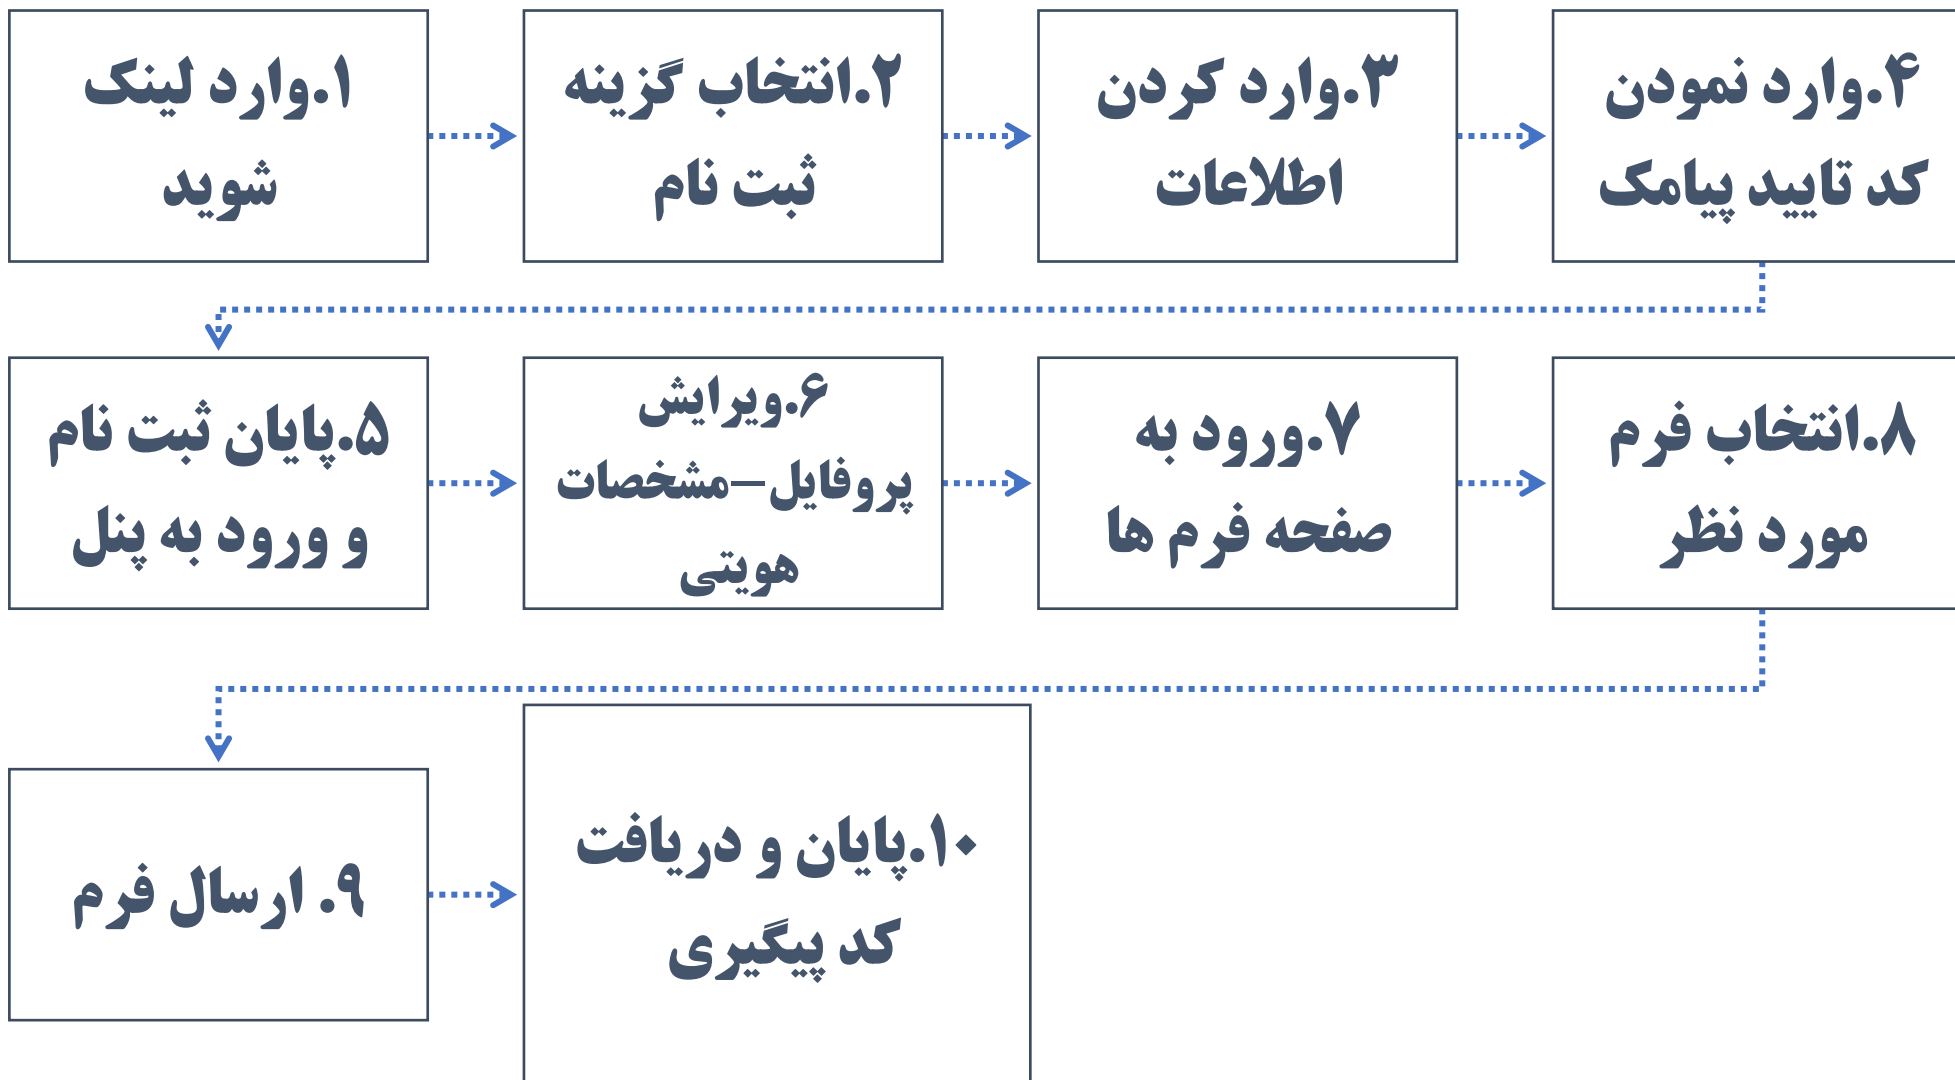 ۱.وارد لینک
شوید
۲.انتخاب گزینه
ثبت نام
۳.وارد کردن
اطلاعات
۴.وارد نمودن
کد تایید پیامک
۵.پایان ثبت نام
و ورود به پنل
۶.ویرایش
پروفایل–مشخصات
هویتی
۷.ورود به
صفحه فرم ها
۸.انتخاب فرم
مورد نظر
۹. ارسال فرم
۱۰.پایان و دریافت
کد پیگیری